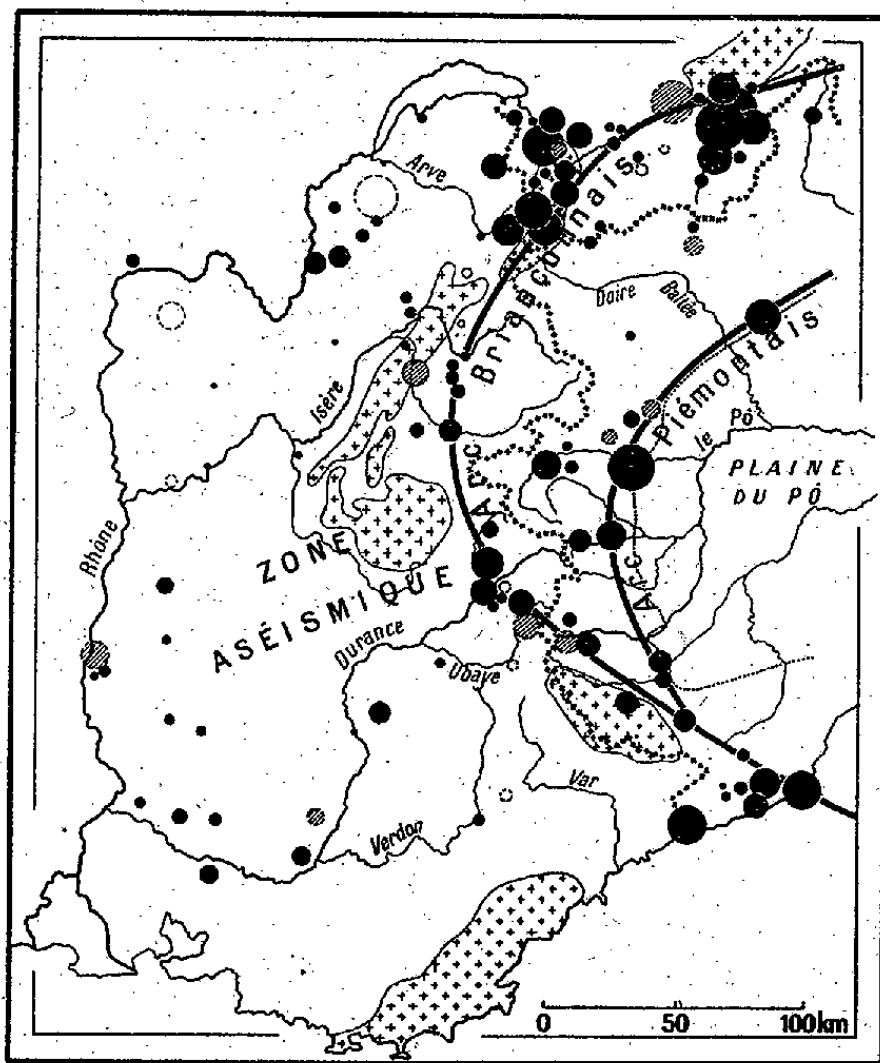 Arve
Arc Briançonnais
Doire Baltée
Isère
Arc Piémontais
le Pô
PLAINE
DU PÔ
Rhône
ZONE
ASÉISMIQUE
Durance
Ubaye
Var
Verdon
0 50 100km